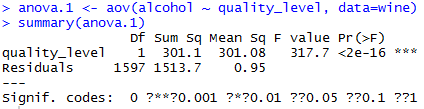 > anova.1 <- aov(alcohol ~ quality_level, data=wine)
> summary(anova.1)
Df Sum Sq Mean Sq F value Pr(>F)
quality_level 1 301.1 301.08 317.7 <2e-16 ***
Residuals 1597 1513.7 0.95
---
Signif. codes: 0 ?**?0.001 ?*?0.01 ??0.05 ??0.1 ??1